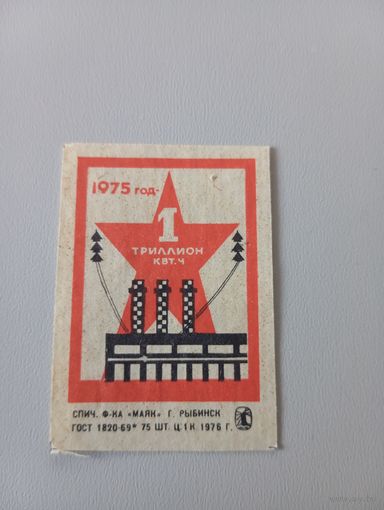 1975 год-
1
ТРИЛЛИОН
КВТ.Ч
СПИЧ. Ф-КА «МАЯК» Г. РЫБИНСК
ГОСТ 1820-69* 75 ШТ. Ц. 1 К 1976 Г.